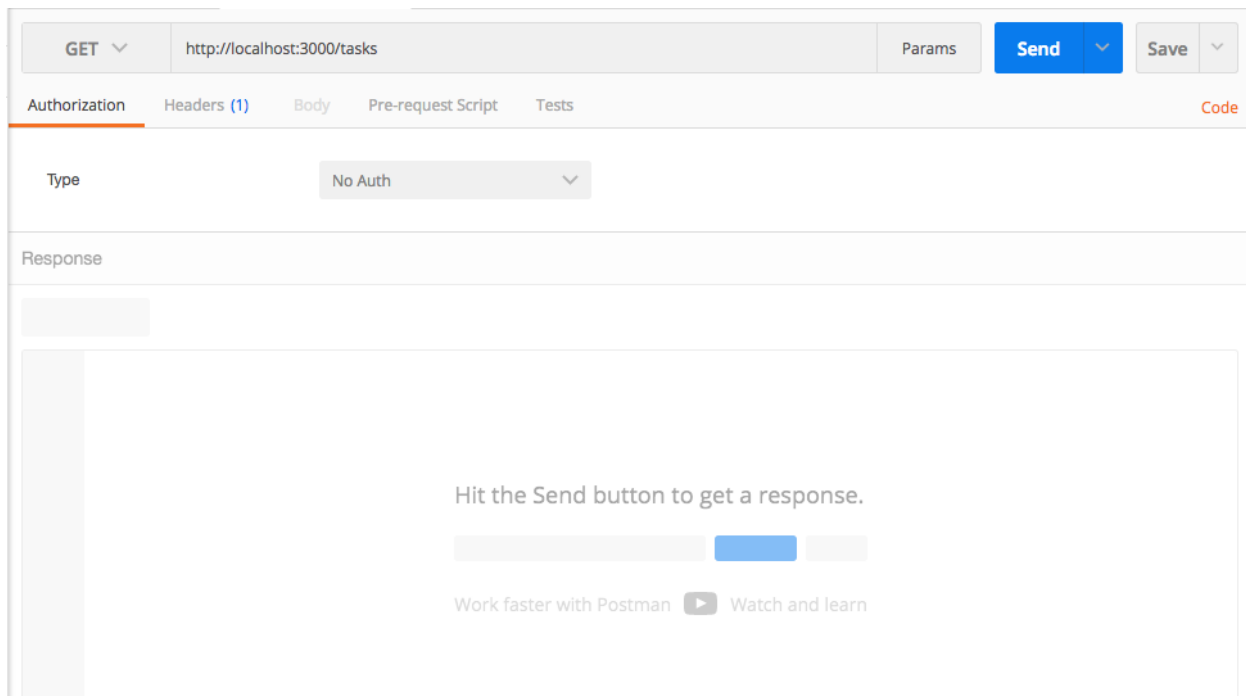 GET http://localhost:3000/tasks Params Send Save
Authorization Headers (1) Body Pre-request Script Tests Code
Type No Auth
Response
Hit the Send button to get a response.
Work faster with Postman Watch and learn